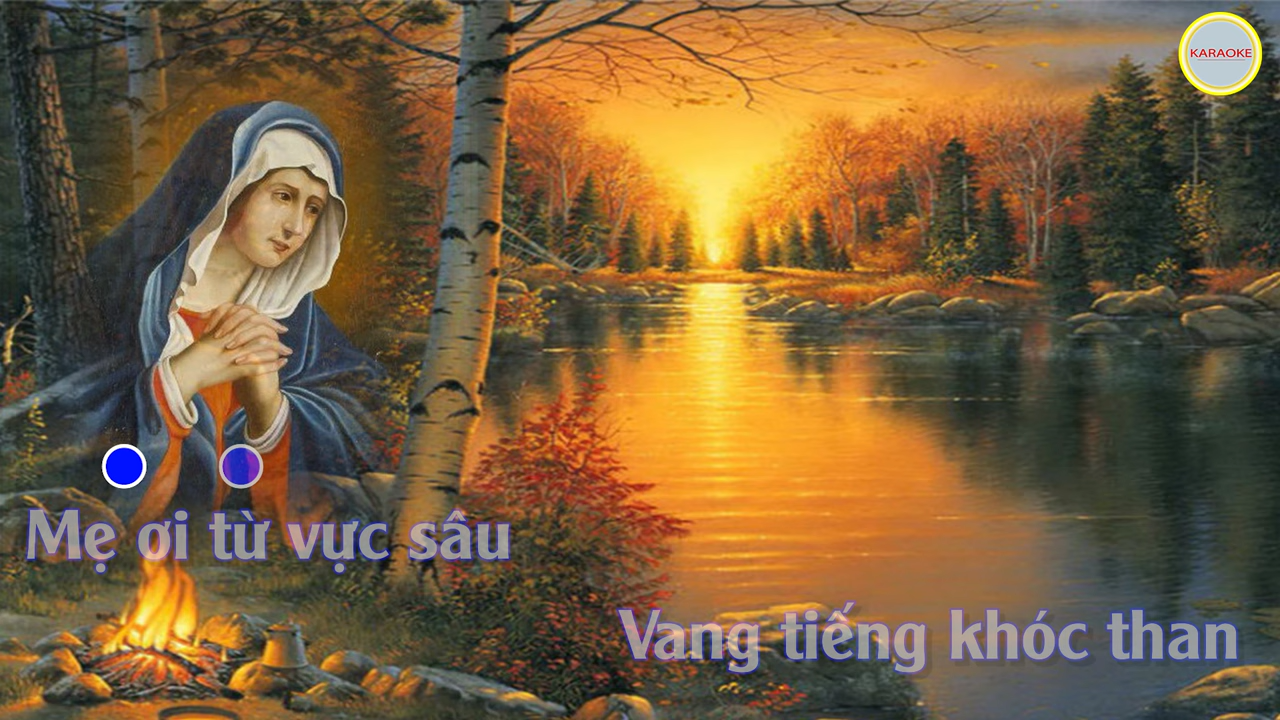 KARAOKE
Mẹ ơi từ vực sâu
Vang tiếng khóc than